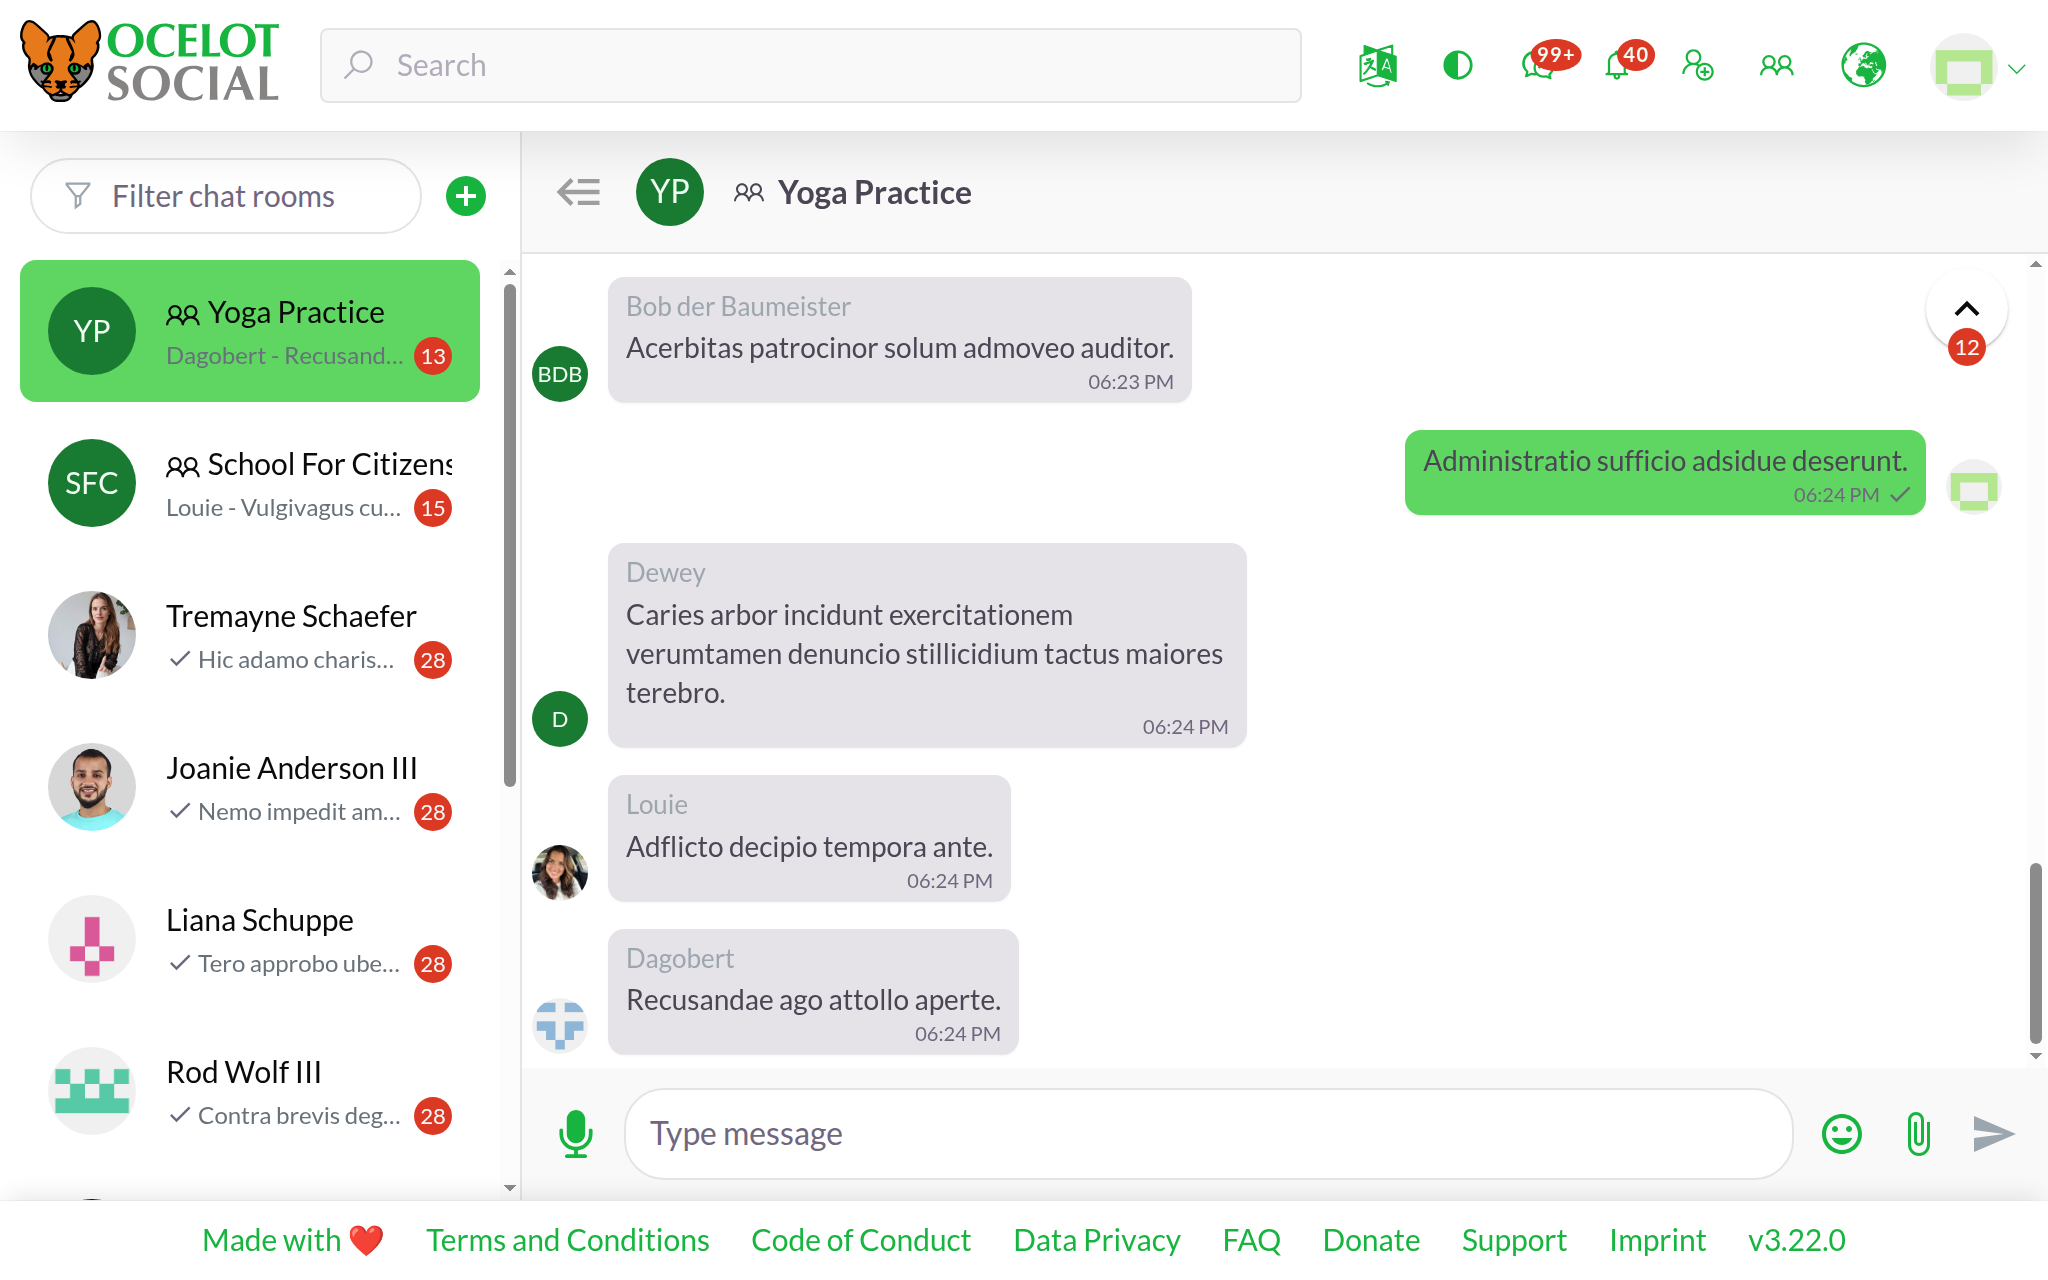 OCELOT
SOCIAL
Search
99+
40
Filter chat rooms
YP
Yoga Practice
Dagobert - Recusand...
13
SFC
School For Citizens
Louie - Vulgivagus cu...
15
Tremayne Schaefer
Hic adamo charis...
28
Joanie Anderson III
Nemo impedit am...
28
Liana Schuppe
Tero approbo ube...
28
Rod Wolf III
Contra brevis deg...
28
YP
Yoga Practice
12
Bob der Baumeister
Acerbitas patrocinor solum admoveo auditor.
06:23 PM
BDB
Administratio sufficio adsidue deserunt.
06:24 PM
Dewey
Caries arbor incidunt exercitationem
verumtamen denuncio stillicidium tactus maiores
terebro.
06:24 PM
D
Louie
Adflicto decipio tempora ante.
06:24 PM
Dagobert
Recusandae ago attollo aperte.
06:24 PM
Type message
Made with ❤️ Terms and Conditions Code of Conduct Data Privacy FAQ Donate Support Imprint v3.22.0